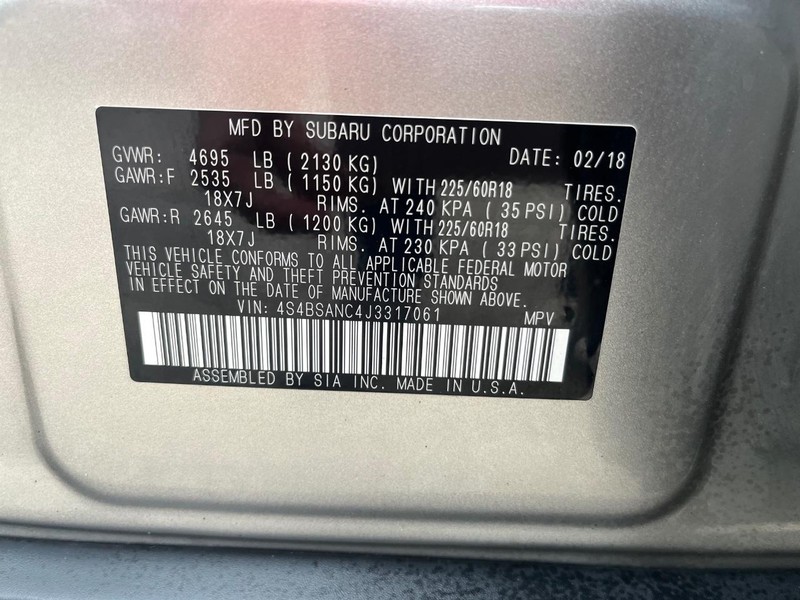 MFD BY SUBARU CORPORATION
GVWR: 4695 LB ( 2130 KG) DATE: 02/18
GAWR:F 2535 LB ( 1150 KG) WITH 225/60R18 TIRES.
18X7J RIMS. AT 240 KPA ( 35 PSI) COLD
GAWR:R 2645 LB ( 1200 KG) WITH 225/60R18 TIRES.
18X7J RIMS. AT 230 KPA ( 33 PSI) COLD
THIS VEHICLE CONFORMS TO ALL APPLICABLE FEDERAL MOTOR
VEHICLE SAFETY AND THEFT PREVENTION STANDARDS
IN EFFECT ON THE DATE OF MANUFACTURE SHOWN ABOVE.
VIN: 4S4BSANC4J3317061 MPV
ASSEMBLED BY SIA INC. MADE IN U.S.A.